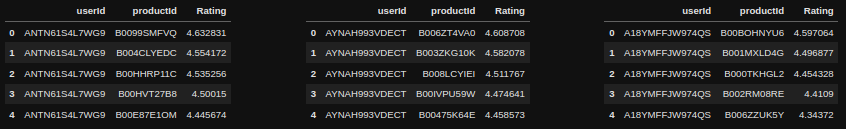 userId productId Rating userId productId Rating userId productId Rating
0 ANTN61S4L7WG9 B0099SMFVQ 4.632831 0 AYNAH993VDECT B006ZT4VA0 4.608708 0 A18YMFFJW974QS B00BOHNYU6 4.597064
1 ANTN61S4L7WG9 B004CLYEDC 4.554172 1 AYNAH993VDECT B003ZKG10K 4.582078 1 A18YMFFJW974QS B001MXLD4G 4.496877
2 ANTN61S4L7WG9 B00HHRP11C 4.535256 2 AYNAH993VDECT B008LCYIEI 4.511767 2 A18YMFFJW974QS B000TKHGL2 4.454328
3 ANTN61S4L7WG9 B00HVT27B8 4.50015 3 AYNAH993VDECT B00IVPU59W 4.474641 3 A18YMFFJW974QS B002RM08RE 4.4109
4 ANTN61S4L7WG9 B00E87E1OM 4.445674 4 AYNAH993VDECT B00475K64E 4.458573 4 A18YMFFJW974QS B006ZZUK5Y 4.34372